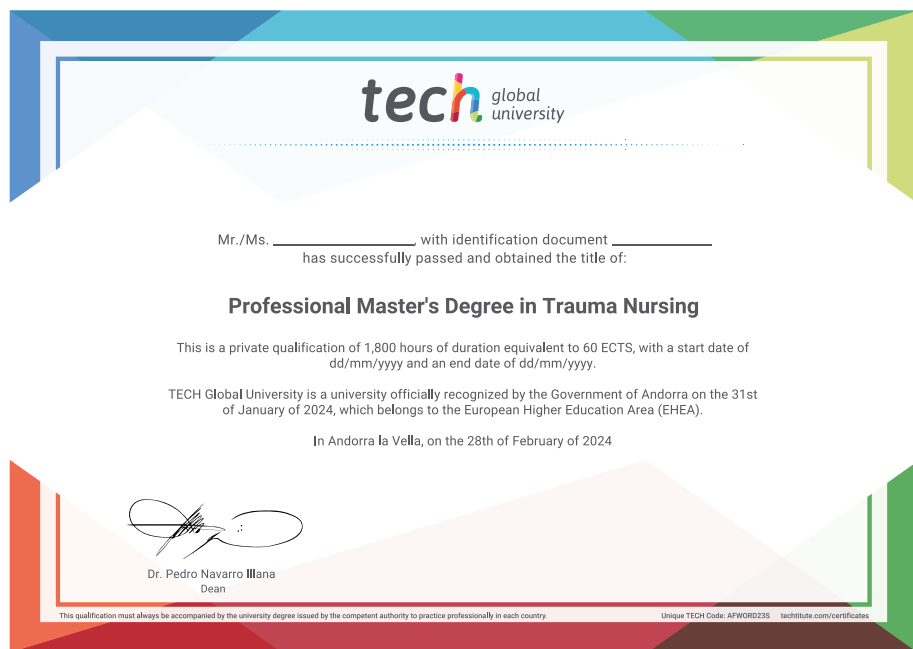 tech global
university
Mr./Ms. ____________, with identification document ____________
has successfully passed and obtained the title of:
Professional Master's Degree in Trauma Nursing
This is a private qualification of 1,800 hours of duration equivalent to 60 ECTS, with a start date of
dd/mm/yyyy and an end date of dd/mm/yyyy.
TECH Global University is a university officially recognized by the Government of Andorra on the 31st
of January of 2024, which belongs to the European Higher Education Area (EHEA).
In Andorra la Vella, on the 28th of February of 2024
Dr. Pedro Navarro Illana
Dean
This qualification must always be accompanied by the university degree issued by the competent authority to practice professionally in each country.
Unique TECH Code: AFWORD23S techtitute.com/certificates